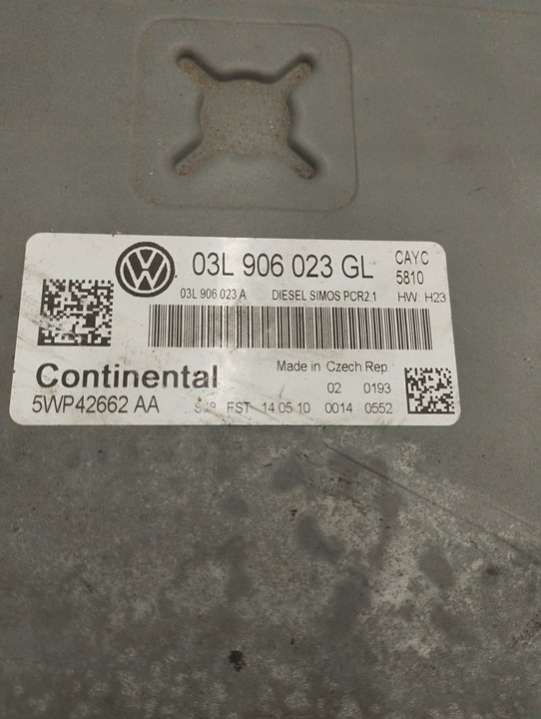 03L 906 023 GL CAYC
5810
03L 906 023 A DIESEL SIMOS PCR2.1 HW H23
Made in Czech Rep
Continental
02 0193
5WP42662 AA FST 14 05 10 0014 0552